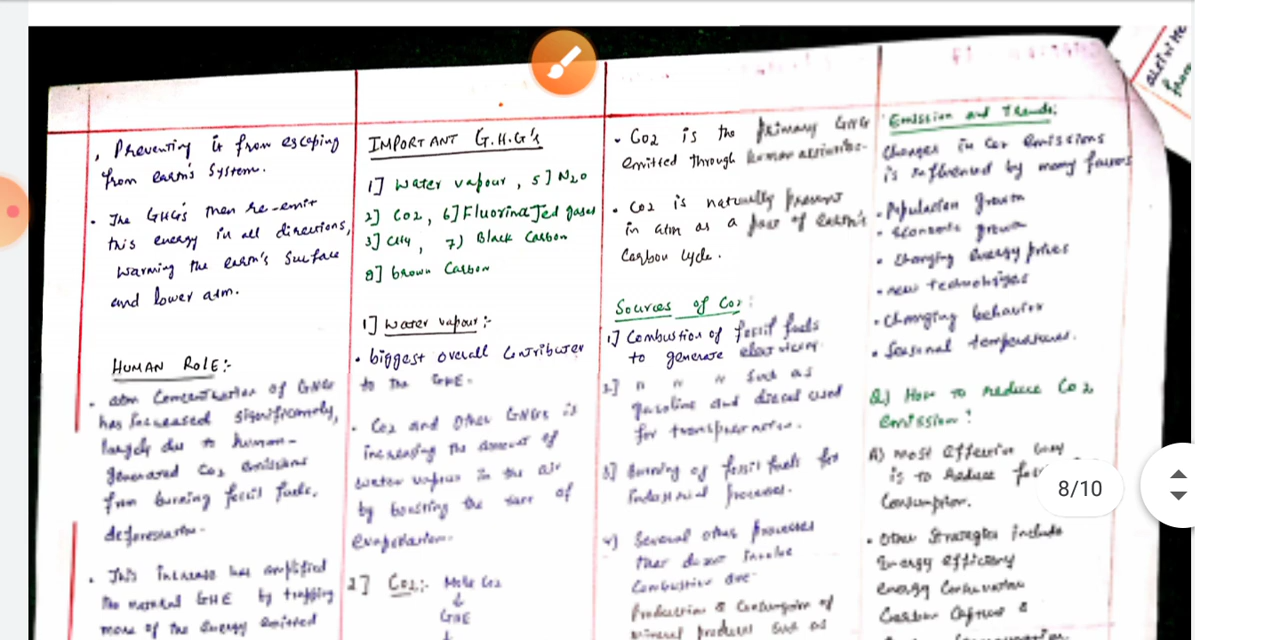 , Preventing it from escaping
from earth's System.
• The GHG's then re-emit
this energy in all directions,
warming the earth's surface
and lower atm.
HUMAN ROLE:-
• atm Concentration of GHGs
has increased significantly,
largely due to human-
generated Co2 emissions
from burning fossil fuels,
deforestation.
• This increase has amplified
the natural GHE by trapping
more of the energy emitted
IMPORTANT G.H.G's
1] Water vapour, 5] N2O
2] Co2, 6] Fluorinated gases
3] CH4, 7) Black Carbon
8] brown Carbon
1] Water vapour:-
• biggest overall Contributer
to the GHE.
• Co2 and other GHGs is
increasing the amount of
water vapour in the air
by boosting the rate of
evaporation.
2] Co2:- More Co2
↓
GHE
↓
• Co2 is the primary GHG
emitted through human activities.
• Co2 is naturally present
in atm as a part of earth's
Carbon Cycle.
Sources of Co2:
1] Combustion of fossil fuels
to generate electricity.
2.] " " " Such as
gasoline and diesel used
for transportation.
3] Burning of fossil fuels for
industrial processes.
4) Several other processes
that involve
Combustion
Production & Consumption of
mineral products such as
Emission and Trends:
Changes in Co2 emissions
is influenced by many factors
• Population growth
• economic growth
• Changing energy prices
• new technologies
• Changing behavior
• Seasonal temperatures.
Q) How to reduce Co2
emission?
A) most effective way
is to reduce
Consumption.
• Other Strategies include
Energy efficiency
energy Conservation
Carbon Capture &
8/10